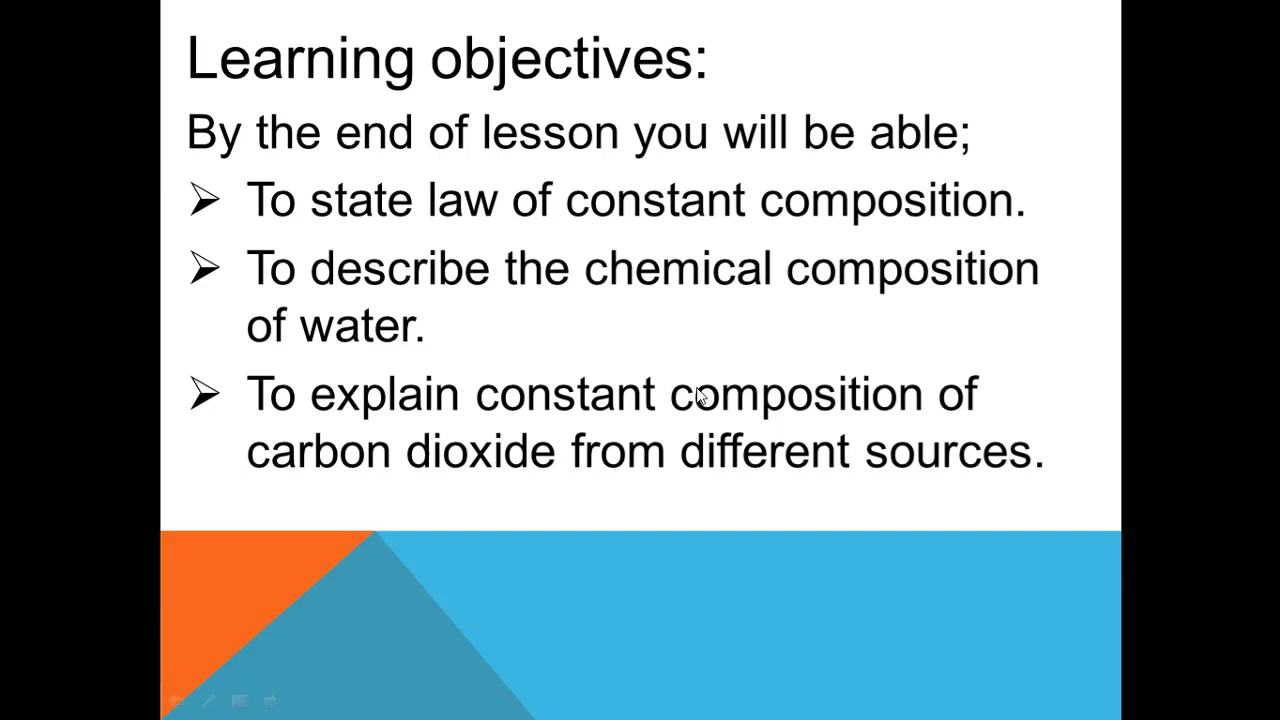 Learning objectives:
By the end of lesson you will be able;
➢ To state law of constant composition.
➢ To describe the chemical composition
of water.
➢ To explain constant composition of
carbon dioxide from different sources.